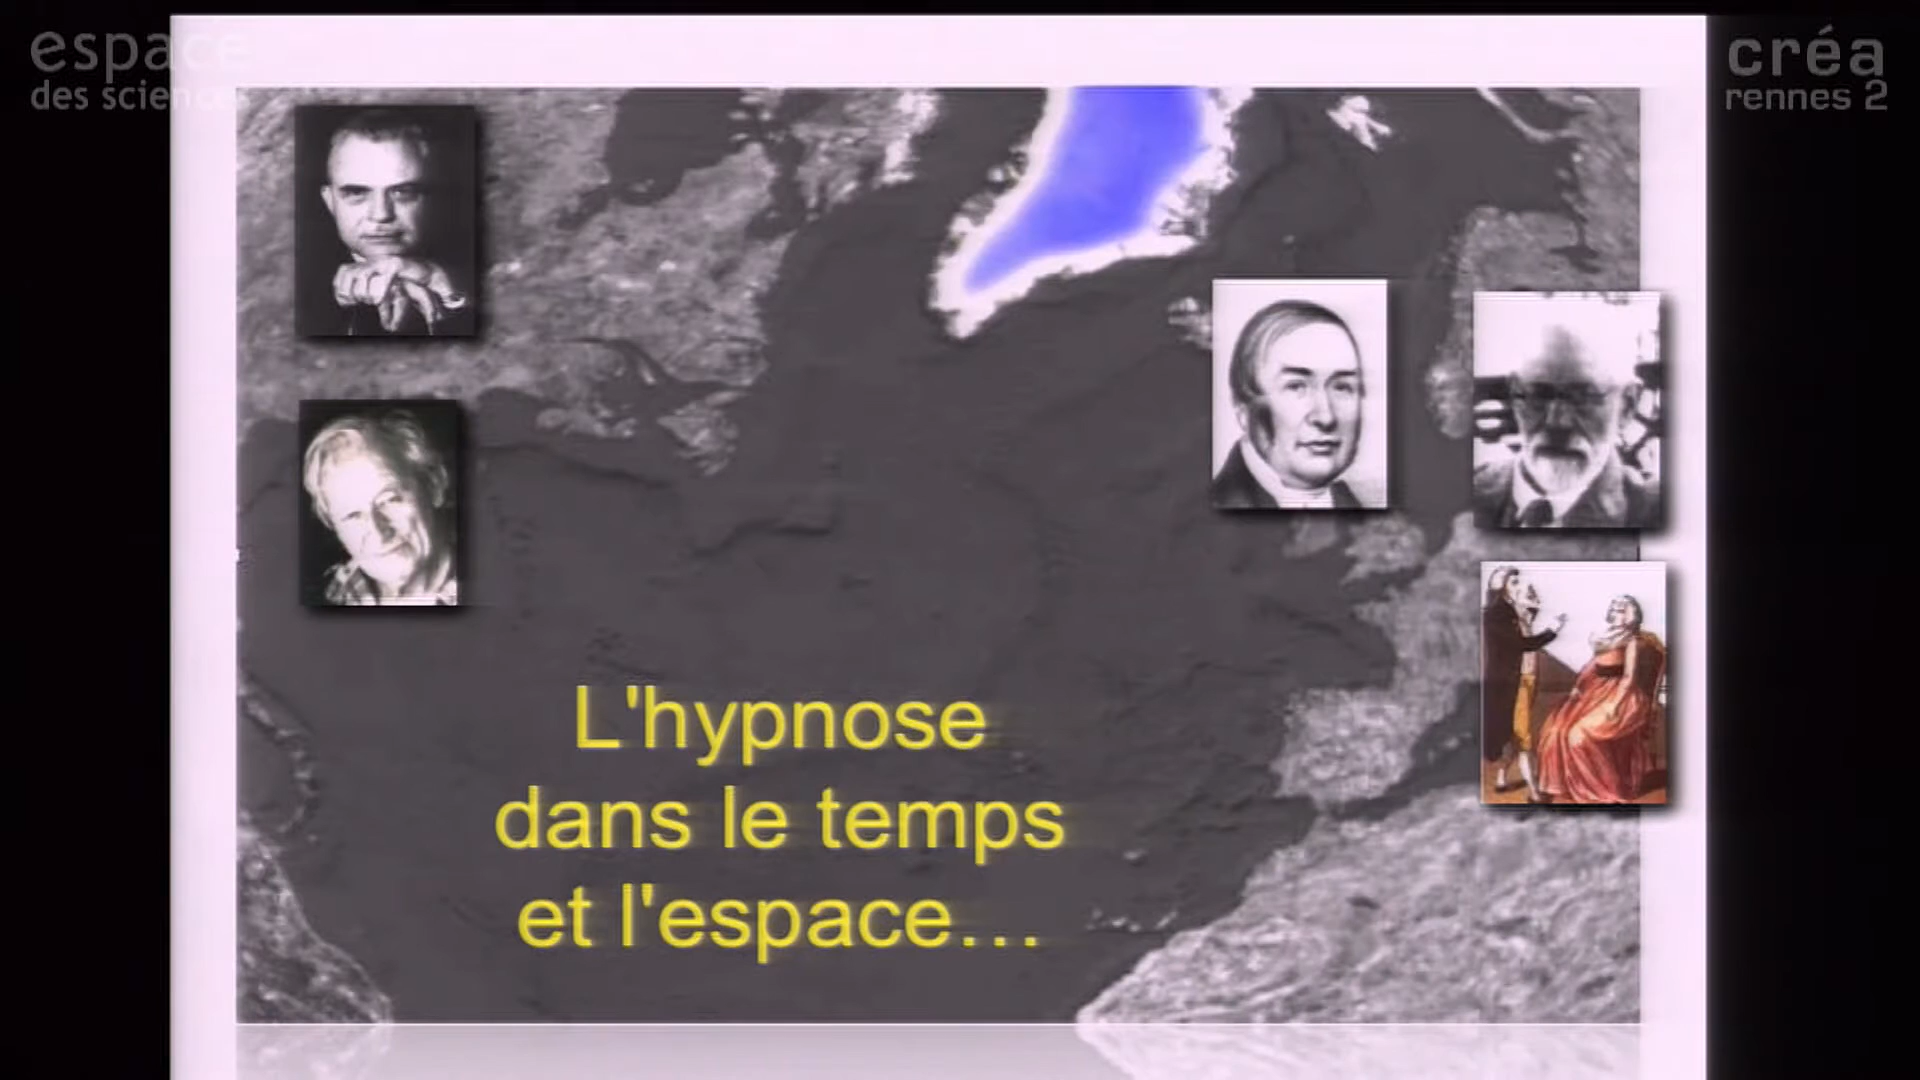 espace
des sciences
créa
rennes 2
L'hypnose
dans le temps
et l'espace…